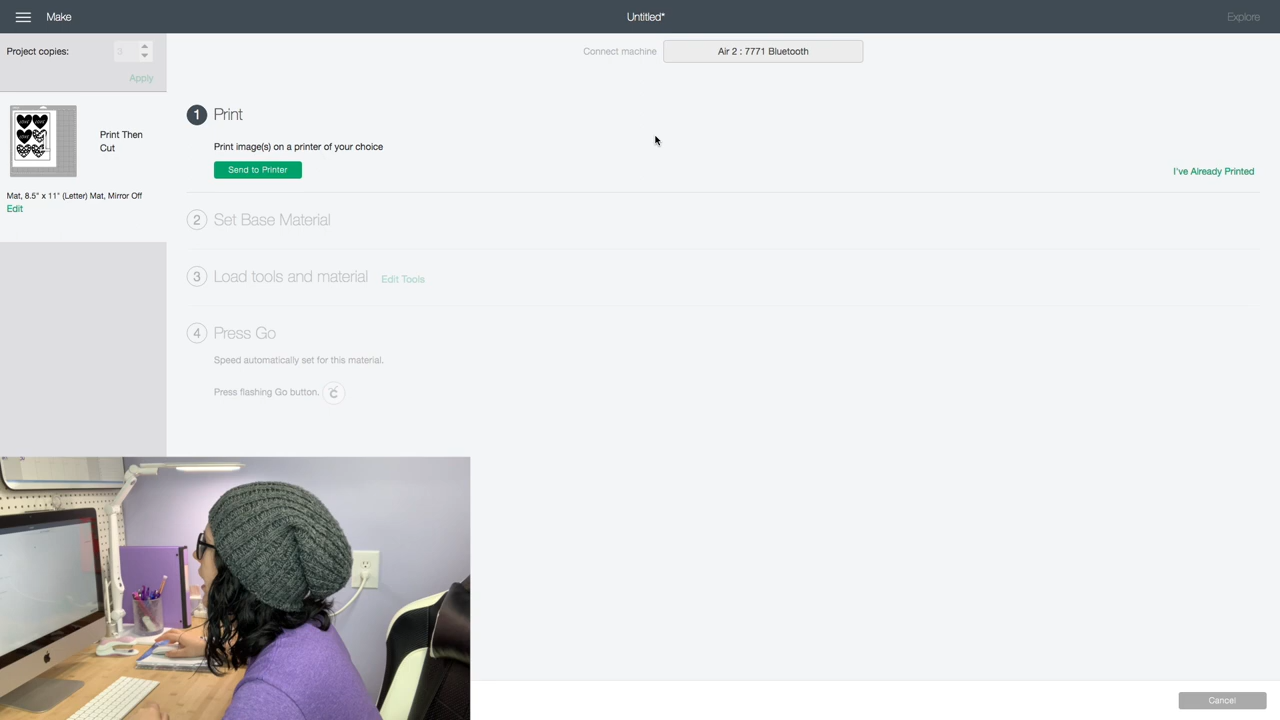 Make
Untitled*
Explore
Project copies:
3
Apply
Connect machine
Air 2 : 7771 Bluetooth
Print Then
Cut
Mat, 8.5" x 11" (Letter) Mat, Mirror Off
Edit
1 Print
Print image(s) on a printer of your choice
Send to Printer
I've Already Printed
2 Set Base Material
3 Load tools and material Edit Tools
4 Press Go
Speed automatically set for this material.
Press flashing Go button.
Cancel